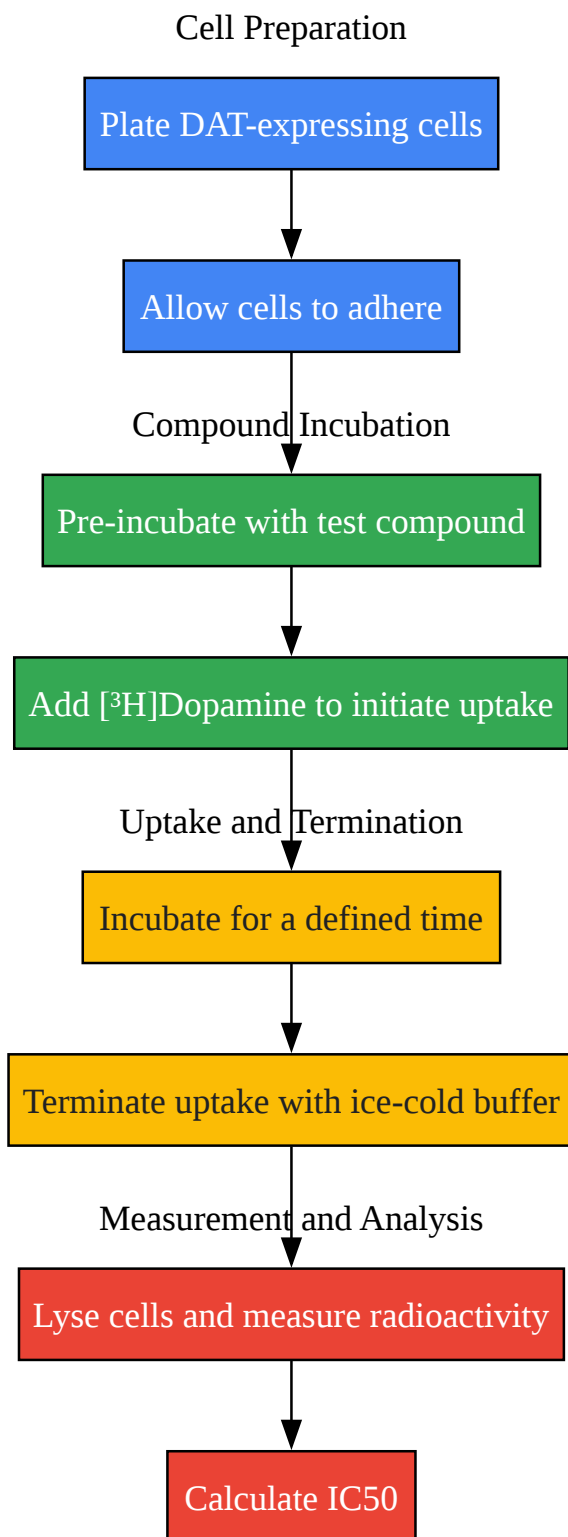 Cell Preparation
Plate DAT-expressing cells
Allow cells to adhere
Compound Incubation
Pre-incubate with test compound
Add [³H]Dopamine to initiate uptake
Uptake and Termination
Incubate for a defined time
Terminate uptake with ice-cold buffer
Measurement and Analysis
Lyse cells and measure radioactivity
Calculate IC50